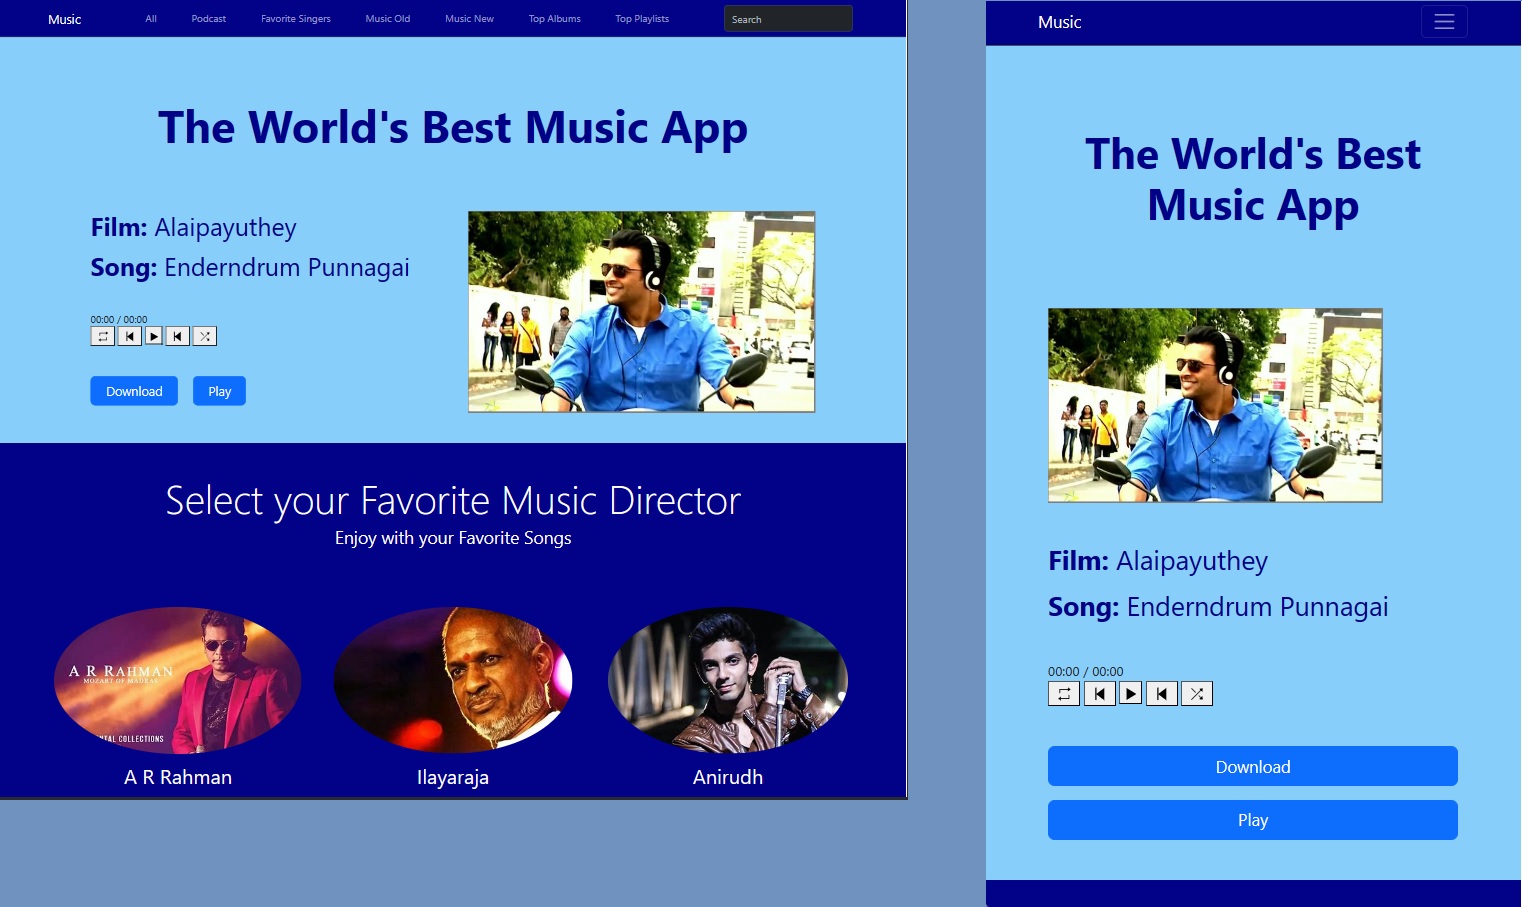 Music
All
Podcast
Favorite Singers
Music Old
Music New
Top Albums
Top Playlists
Search
The World's Best Music App
Film: Alaipayuthey
Song: Enderndrum Punnagai
00:00 / 00:00
Download
Play
Select your Favorite Music Director
Enjoy with your Favorite Songs
A R RAHMAN
MOZART OF MADRAS
NTAL COLLECTIONS
A R Rahman
Ilayaraja
Anirudh
Music
The World's Best
Music App
Film: Alaipayuthey
Song: Enderndrum Punnagai
00:00 / 00:00
Download
Play